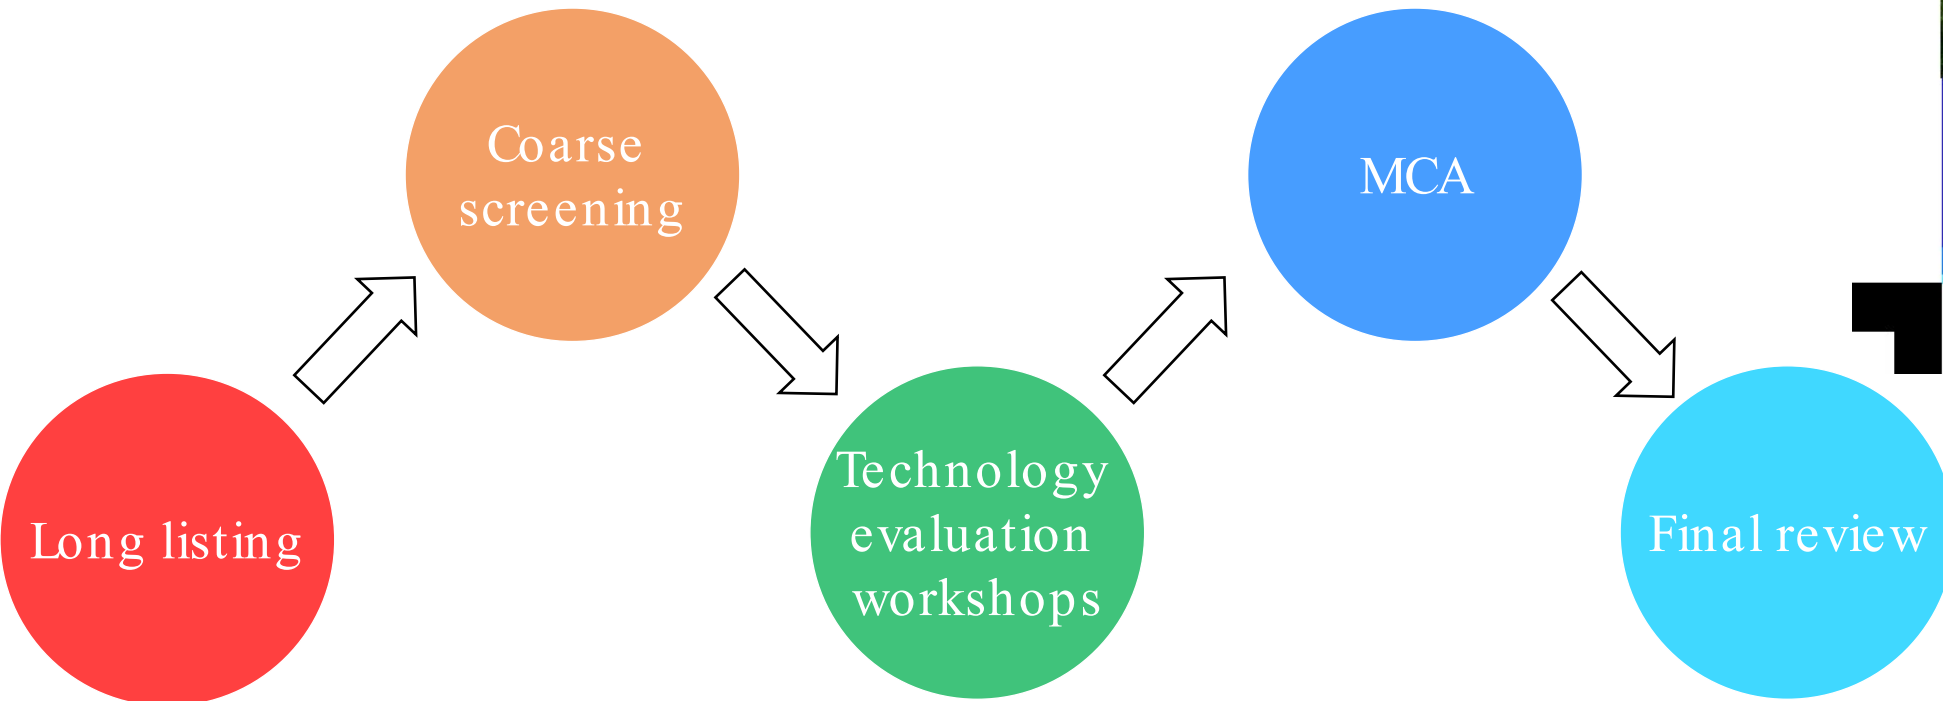 Long listing
Coarse
screening
Technology
evaluation
workshops
MCA
Final review